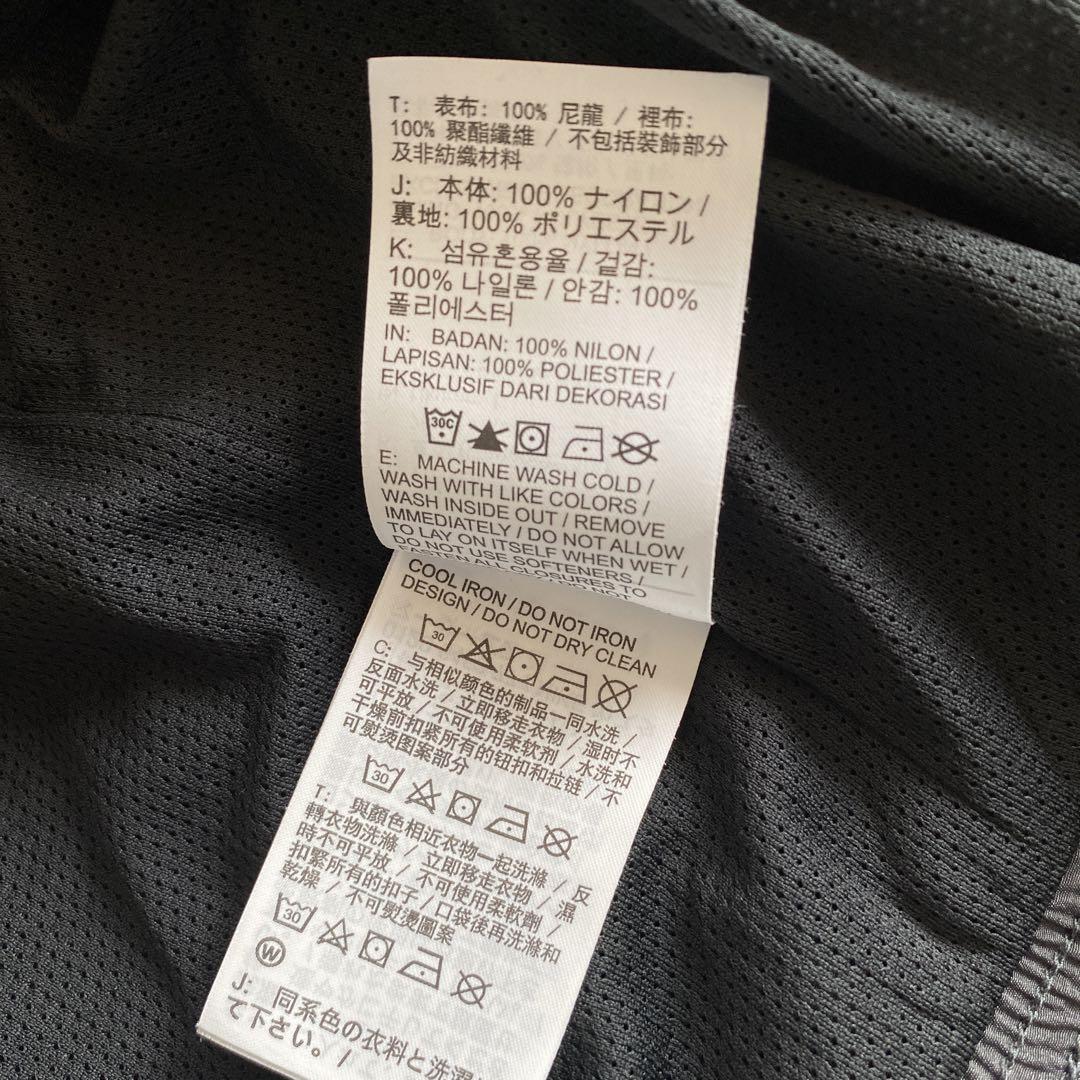 T: 表布: 100% 尼龍 / 裡布:
100% 聚酯纖維 / 不包括裝飾部分
及非紡織材料
J: 本体: 100% ナイロン /
裏地: 100% ポリエステル
K: 섬유혼용율 / 겉감:
100% 나일론 / 안감: 100%
폴리에스터
IN: BADAN: 100% NILON /
LAPISAN: 100% POLIESTER /
EKSKLUSIF DARI DEKORASI
30C
E: MACHINE WASH COLD /
WASH WITH LIKE COLORS /
WASH INSIDE OUT / REMOVE
IMMEDIATELY / DO NOT ALLOW
TO LAY ON ITSELF WHEN WET /
DO NOT USE SOFTENERS /
FASTEN ALL CLOSURES TO
COOL IRON / DO NOT IRON
DESIGN / DO NOT DRY CLEAN
30
C: 与相似颜色的制品一同水洗 /
反面水洗 / 立即移走衣物 / 湿时不
可平放 / 不可使用柔软剂 / 水洗和
干燥前扣紧所有的钮扣和拉链 / 不
可熨烫图案部分
30
T: 與顏色相近衣物一起洗滌 / 反
轉衣物洗滌 / 立即移走衣物 / 濕
時不可平放 / 不可使用柔軟劑 /
扣緊所有的扣子 / 口袋後再洗滌和
乾燥 / 不可熨燙圖案
30
W
J: 同系色の衣料と洗濯し
て下さい。/